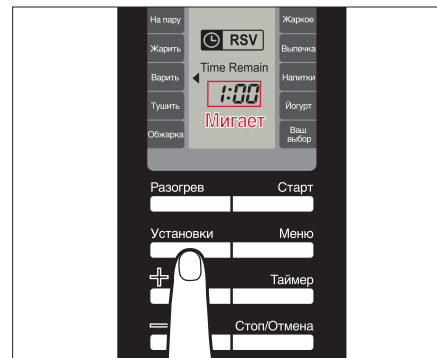 На пару
Жарить
Варить
Тушить
Обжарка
RSV
Time Remain
1:00
Мигает
Жаркое
Выпечка
Напитки
Йогурт
Ваш
выбор
Разогрев Старт
Установки Меню
+ Таймер
− Стоп/Отмена